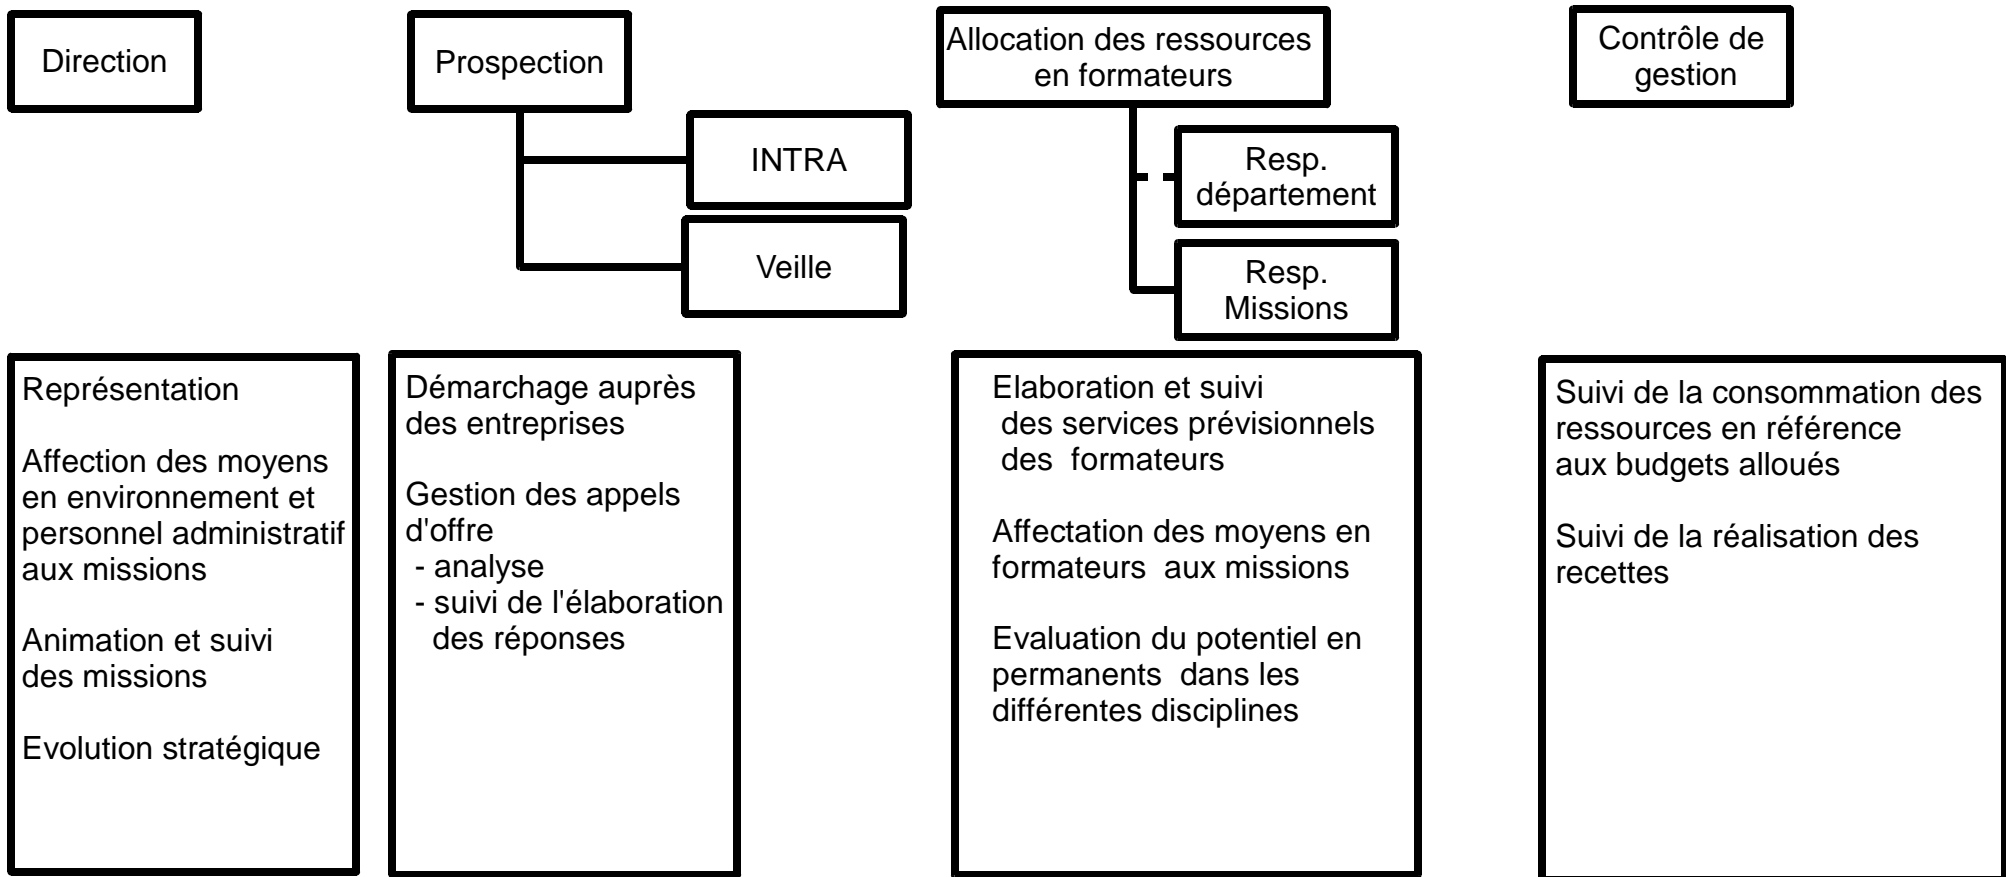 Direction
Prospection
Allocation des ressources
en formateurs
Contrôle de
gestion
INTRA
Veille
Resp.
département
Resp.
Missions
Représentation
Affection des moyens
en environnement et
personnel administratif
aux missions
Animation et suivi
des missions
Evolution stratégique
Démarchage auprès
des entreprises
Gestion des appels
d'offre
- analyse
- suivi de l'élaboration
des réponses
Elaboration et suivi
des services prévisionnels
des formateurs
Affectation des moyens en
formateurs aux missions
Evaluation du potentiel en
permanents dans les
différentes disciplines
Suivi de la consommation des
ressources en référence
aux budgets alloués
Suivi de la réalisation des
recettes